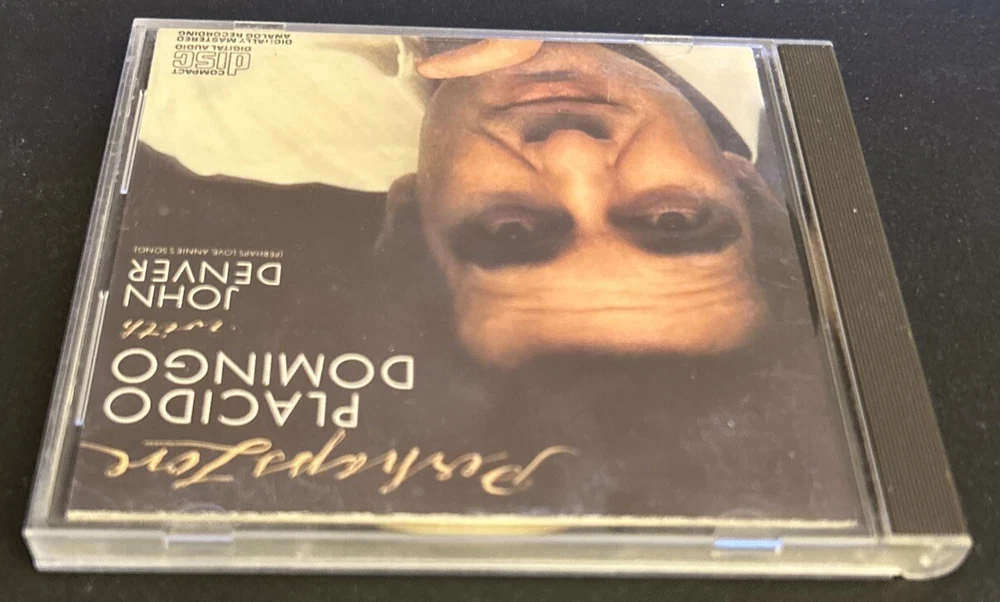 Perhaps Love
PLACIDO
DOMINGO
with
JOHN
DENVER
(PERHAPS LOVE, ANNIE'S SONG)
COMPACT
disc
DIGITAL AUDIO
DIGITALLY MASTERED
ANALOG RECORDING